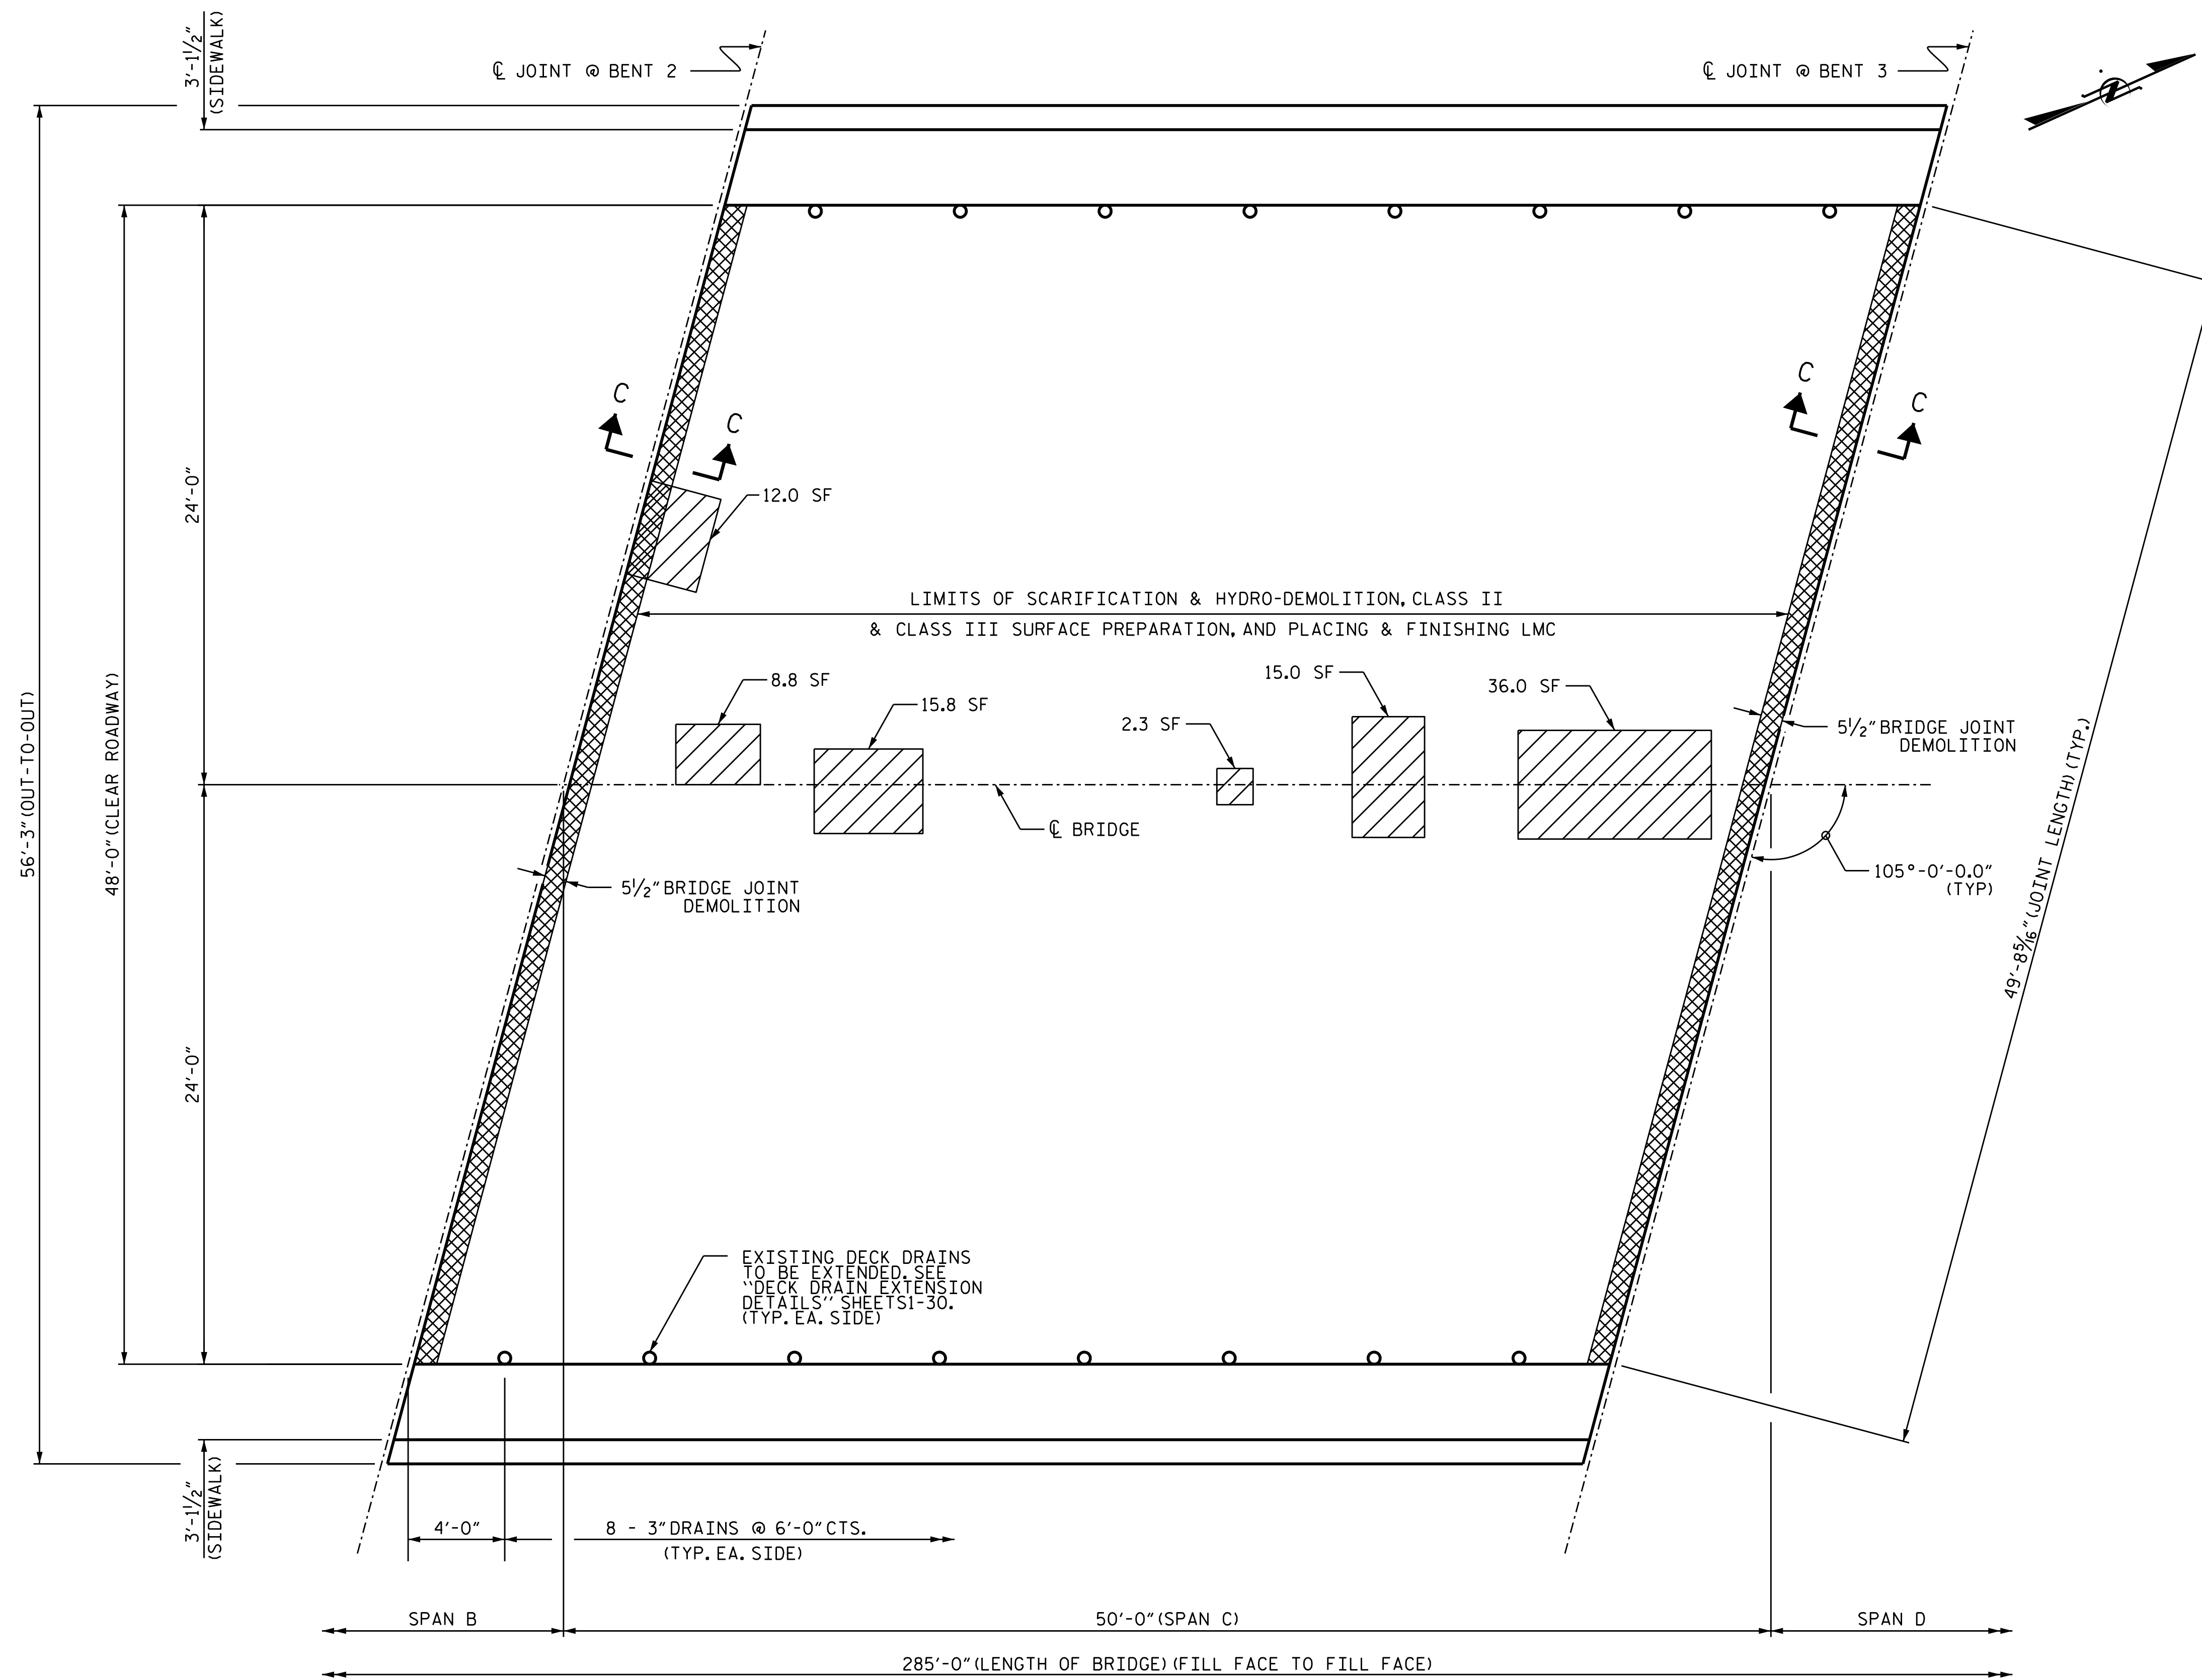 3'-1½"
(SIDEWALK)
℄ JOINT @ BENT 2
℄ JOINT @ BENT 3
N
C
C
C
C
24'-0"
12.0 SF
LIMITS OF SCARIFICATION & HYDRO-DEMOLITION, CLASS II
& CLASS III SURFACE PREPARATION, AND PLACING & FINISHING LMC
56'-3" (OUT-TO-OUT)
48'-0" (CLEAR ROADWAY)
8.8 SF
15.8 SF
2.3 SF
15.0 SF
36.0 SF
5½" BRIDGE JOINT
DEMOLITION
℄ BRIDGE
105°-0'-0.0"
(TYP)
49'-8⁵⁄₁₆" (JOINT LENGTH) (TYP.)
5½" BRIDGE JOINT
DEMOLITION
24'-0"
EXISTING DECK DRAINS
TO BE EXTENDED. SEE
"DECK DRAIN EXTENSION
DETAILS" SHEETS1-30.
(TYP. EA. SIDE)
3'-1½"
(SIDEWALK)
4'-0"
8 - 3" DRAINS @ 6'-0" CTS.
(TYP. EA. SIDE)
SPAN B
50'-0" (SPAN C)
SPAN D
285'-0" (LENGTH OF BRIDGE) (FILL FACE TO FILL FACE)